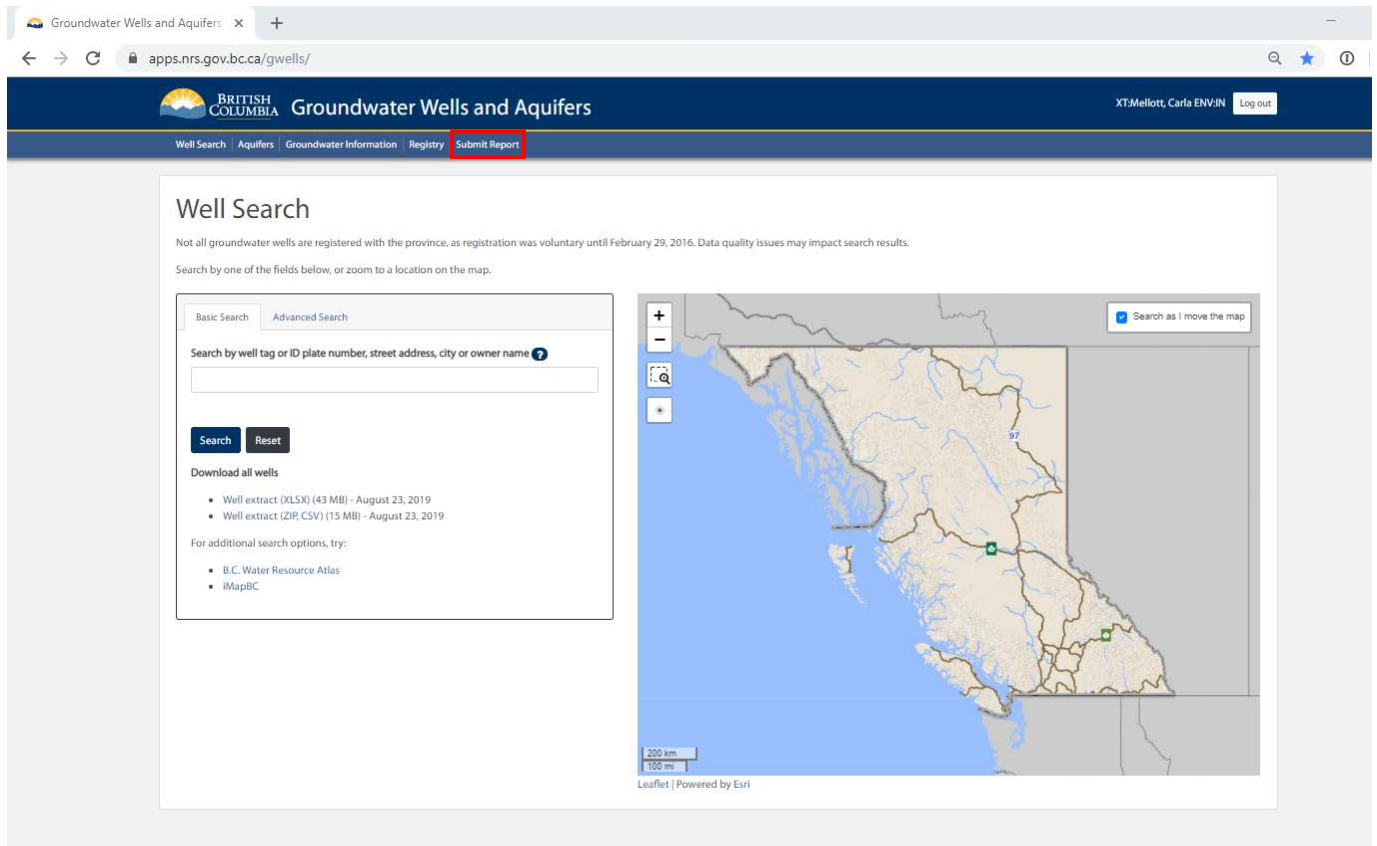 Groundwater Wells and Aquifers
apps.nrs.gov.bc.ca/gwells/
BRITISH
COLUMBIA
Groundwater Wells and Aquifers
XT:Mellott, Carla ENV:IN
Log out
Well Search
Aquifers
Groundwater Information
Registry
Submit Report
Well Search
Not all groundwater wells are registered with the province, as registration was voluntary until February 29, 2016. Data quality issues may impact search results.
Search by one of the fields below, or zoom to a location on the map.
Basic Search
Advanced Search
Search by well tag or ID plate number, street address, city or owner name ?
Search
Reset
Download all wells
Well extract (XLSX) (43 MB) - August 23, 2019
Well extract (ZIP, CSV) (15 MB) - August 23, 2019
For additional search options, try:
B.C. Water Resource Atlas
iMapBC
+
−
Search as I move the map
97
200 km
100 mi
Leaflet | Powered by Esri